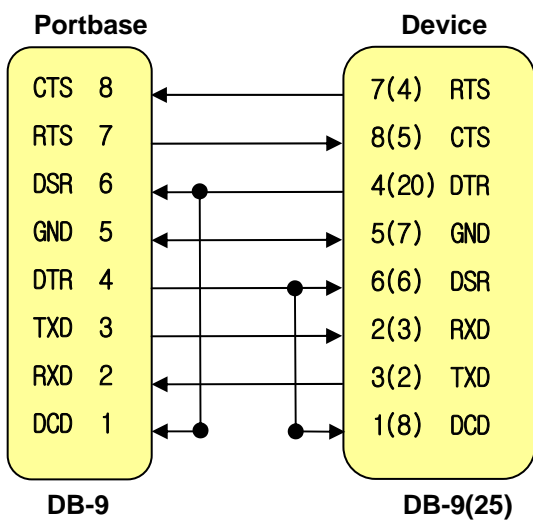 Portbase Device
CTS 8 7(4) RTS
RTS 7 8(5) CTS
DSR 6 4(20) DTR
GND 5 5(7) GND
DTR 4 6(6) DSR
TXD 3 2(3) RXD
RXD 2 3(2) TXD
DCD 1 1(8) DCD
DB-9 DB-9(25)